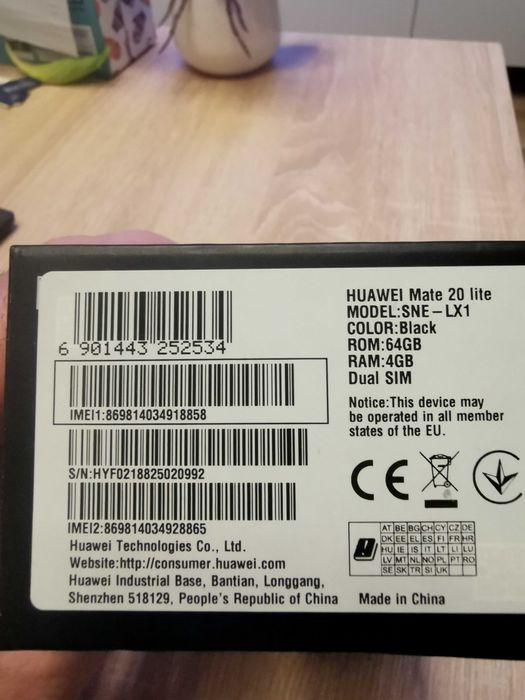 HUAWEI Mate 20 lite
MODEL:SNE-LX1
COLOR:Black
ROM:64GB
RAM:4GB
Dual SIM
Notice:This device may
be operated in all member
states of the EU.
6 901443 252534
IMEI1:869814034918858
S/N:HYF0218825020992
IMEI2:869814034928865
Huawei Technologies Co., Ltd.
Website:http://consumer.huawei.com
Huawei Industrial Base, Bantian, Longgang,
Shenzhen 518129, People's Republic of China
CE
AT BE BG CH CY CZ DE
DK EE EL ES FI FR HR
HU IE IS IT LT LI LU
LV MT NL NO PL PT RO
SE SK TR SI UK
Made in China